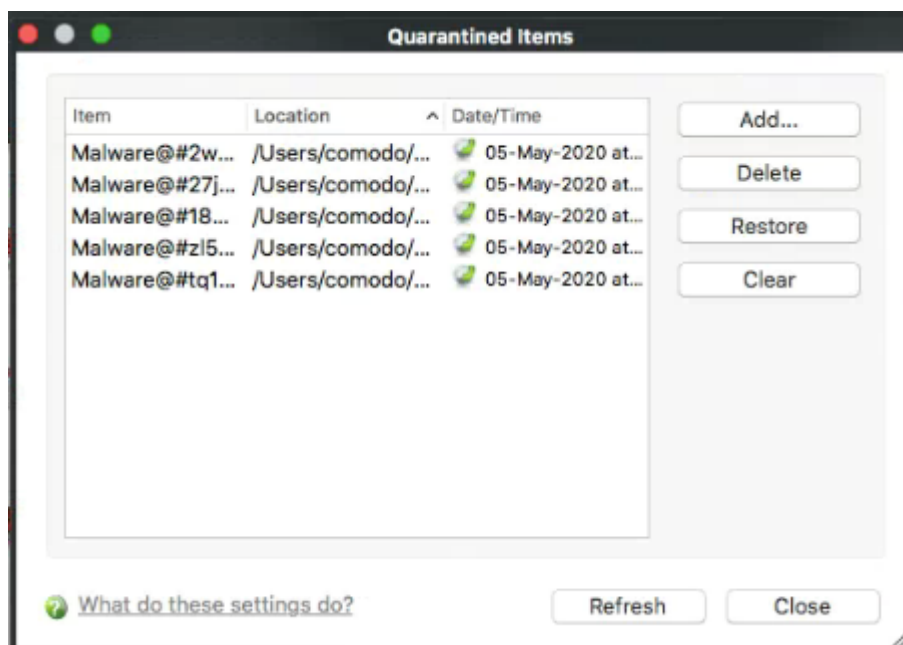 Quarantined Items
Item Location Date/Time
Malware@#2w... /Users/comodo/... 05-May-2020 at...
Malware@#27j... /Users/comodo/... 05-May-2020 at...
Malware@#18... /Users/comodo/... 05-May-2020 at...
Malware@#zl5... /Users/comodo/... 05-May-2020 at...
Malware@#tq1... /Users/comodo/... 05-May-2020 at...
Add...
Delete
Restore
Clear
What do these settings do?
Refresh
Close